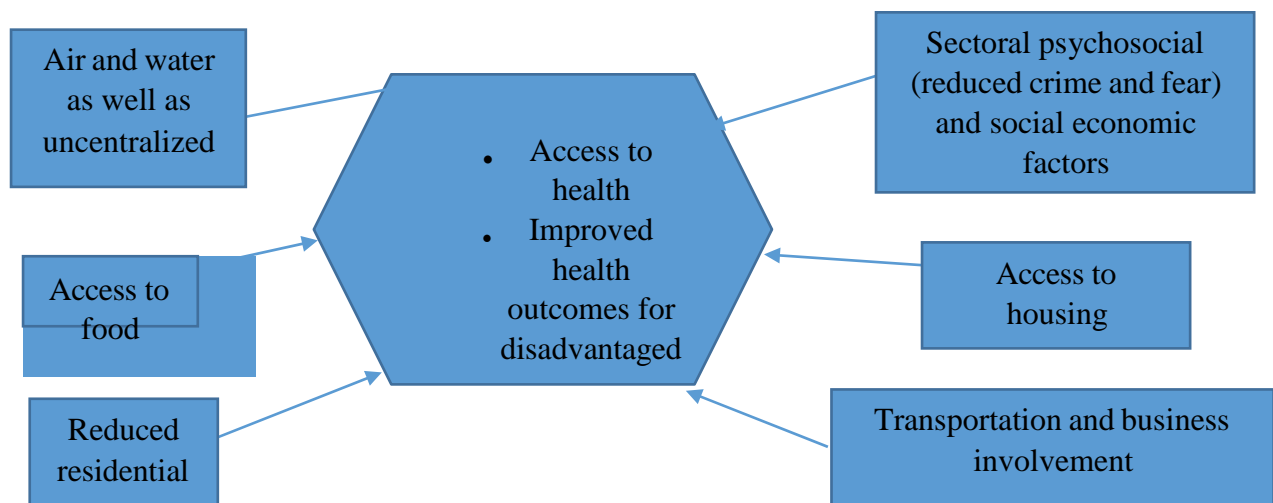 Air and water
as well as
uncentralized
Sectoral psychosocial
(reduced crime and fear)
and social economic
factors
• Access to
health
• Improved
health
outcomes for
disadvantaged
Access to
food
Access to
housing
Reduced
residential
Transportation and business
involvement